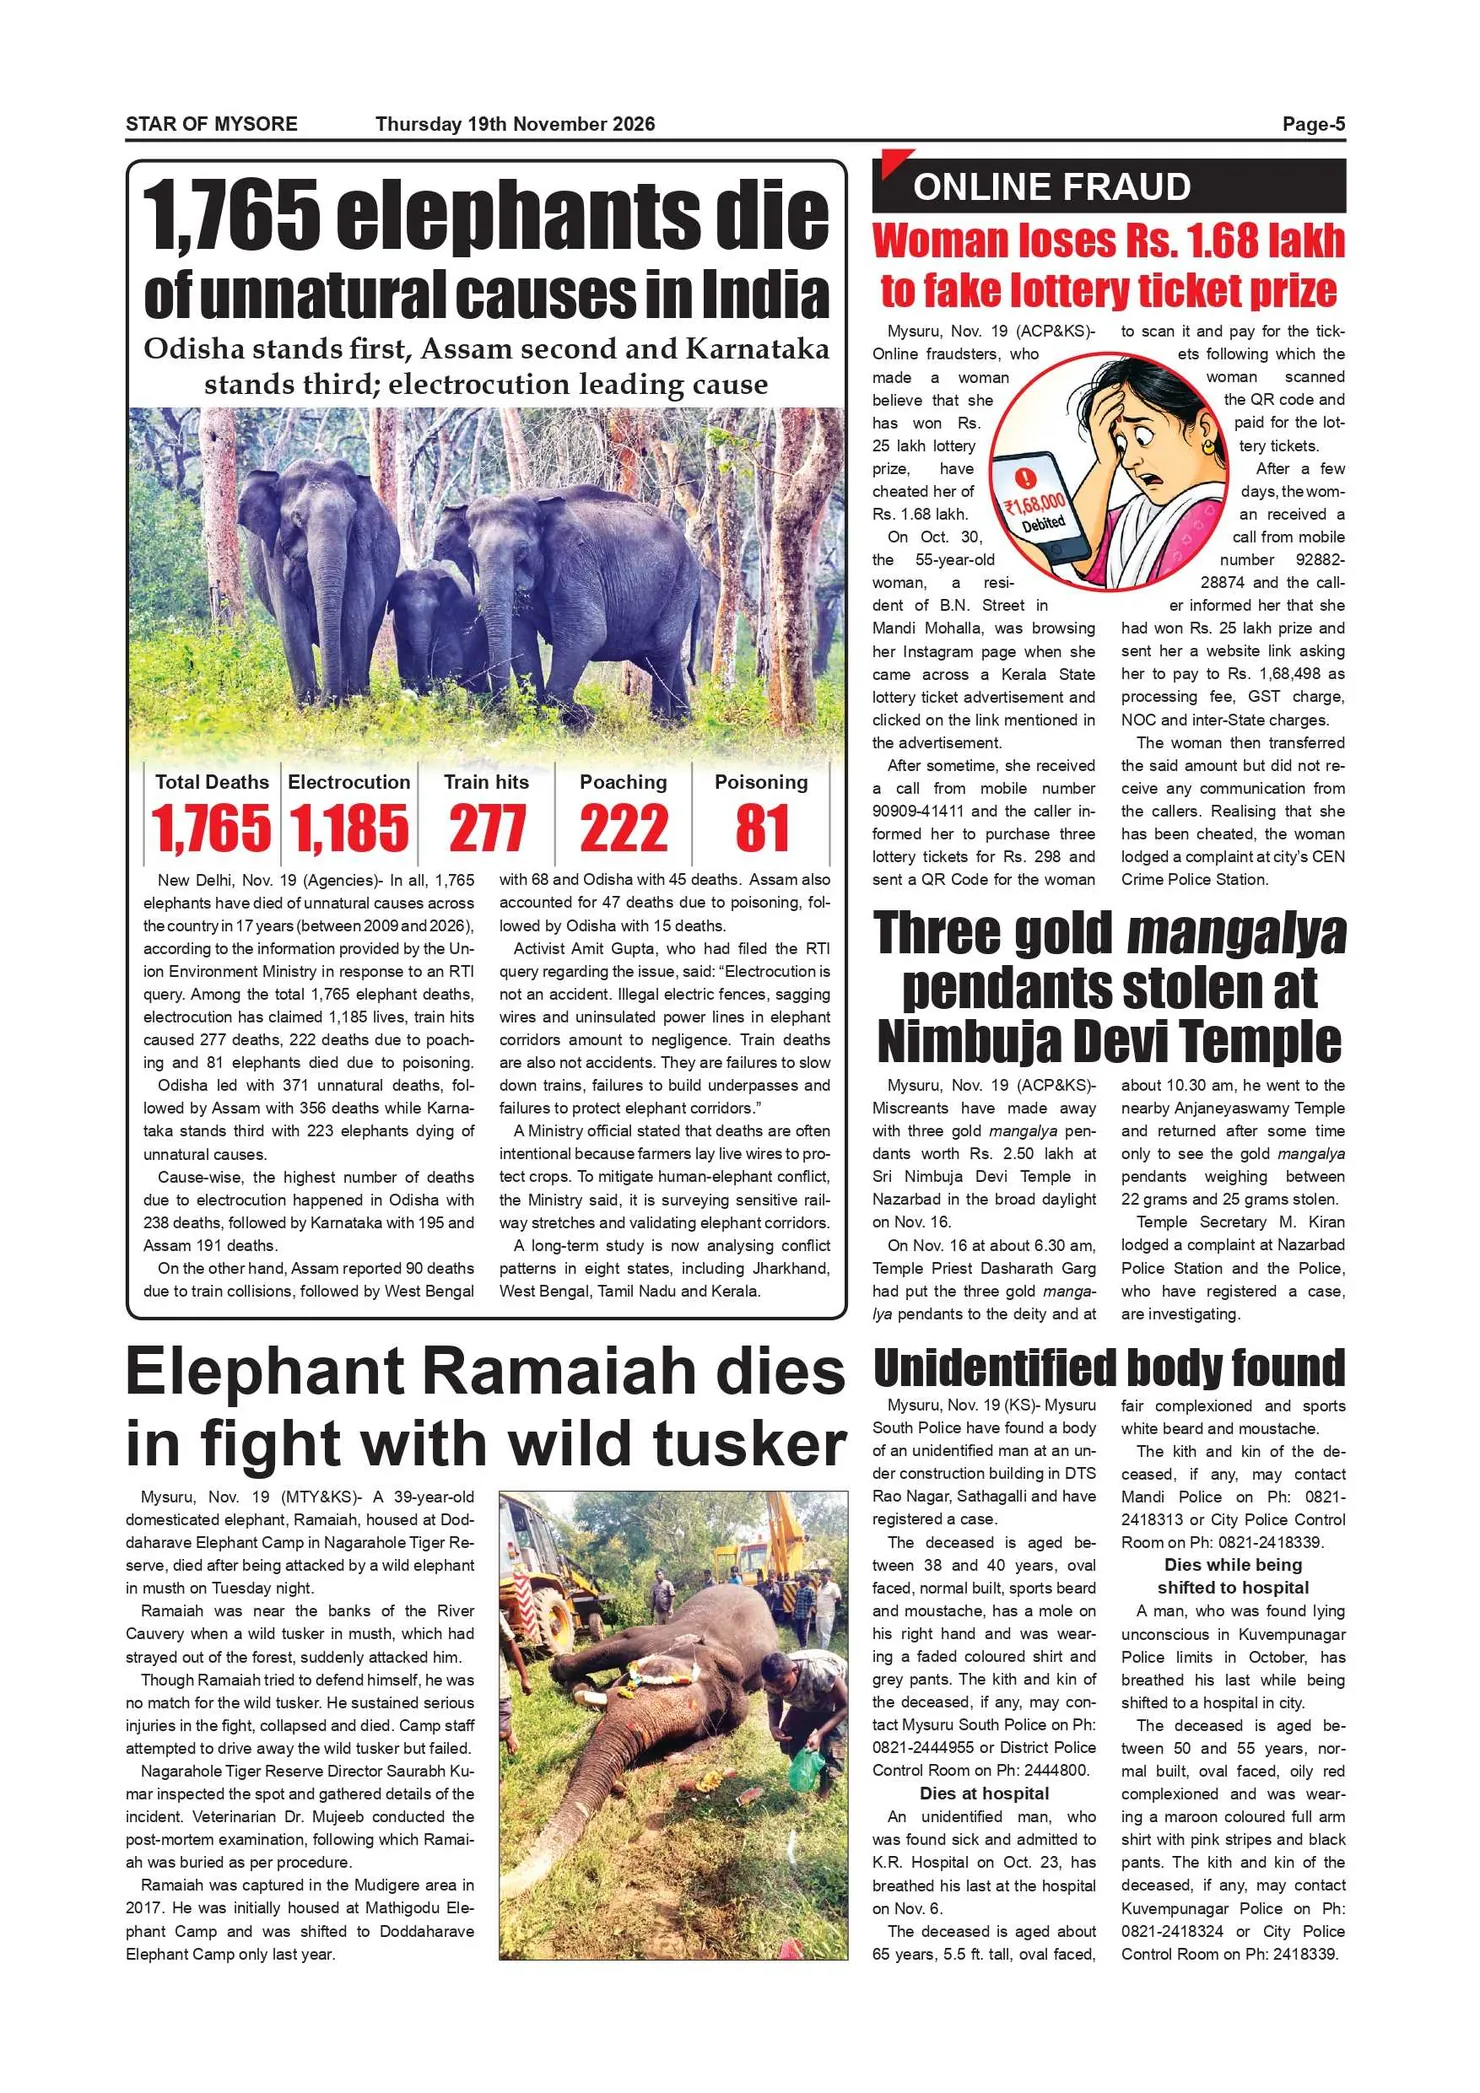 STAR OF MYSORE Thursday 19th November 2026 Page-5
1,765 elephants die
of unnatural causes in India
Odisha stands first, Assam second and Karnataka
stands third; electrocution leading cause
Total Deaths
1,765
Electrocution
1,185
Train hits
277
Poaching
222
Poisoning
81
New Delhi, Nov. 19 (Agencies)- In all, 1,765
elephants have died of unnatural causes across
the country in 17 years (between 2009 and 2026),
according to the information provided by the Un-
ion Environment Ministry in response to an RTI
query. Among the total 1,765 elephant deaths,
electrocution has claimed 1,185 lives, train hits
caused 277 deaths, 222 deaths due to poach-
ing and 81 elephants died due to poisoning.
Odisha led with 371 unnatural deaths, fol-
lowed by Assam with 356 deaths while Karna-
taka stands third with 223 elephants dying of
unnatural causes.
Cause-wise, the highest number of deaths
due to electrocution happened in Odisha with
238 deaths, followed by Karnataka with 195 and
Assam 191 deaths.
On the other hand, Assam reported 90 deaths
due to train collisions, followed by West Bengal
with 68 and Odisha with 45 deaths. Assam also
accounted for 47 deaths due to poisoning, fol-
lowed by Odisha with 15 deaths.
Activist Amit Gupta, who had filed the RTI
query regarding the issue, said: “Electrocution is
not an accident. Illegal electric fences, sagging
wires and uninsulated power lines in elephant
corridors amount to negligence. Train deaths
are also not accidents. They are failures to slow
down trains, failures to build underpasses and
failures to protect elephant corridors.”
A Ministry official stated that deaths are often
intentional because farmers lay live wires to pro-
tect crops. To mitigate human-elephant conflict,
the Ministry said, it is surveying sensitive rail-
way stretches and validating elephant corridors.
A long-term study is now analysing conflict
patterns in eight states, including Jharkhand,
West Bengal, Tamil Nadu and Kerala.
Elephant Ramaiah dies
in fight with wild tusker
Mysuru, Nov. 19 (MTY&KS)- A 39-year-old
domesticated elephant, Ramaiah, housed at Dod-
daharave Elephant Camp in Nagarahole Tiger Re-
serve, died after being attacked by a wild elephant
in musth on Tuesday night.
Ramaiah was near the banks of the River
Cauvery when a wild tusker in musth, which had
strayed out of the forest, suddenly attacked him.
Though Ramaiah tried to defend himself, he was
no match for the wild tusker. He sustained serious
injuries in the fight, collapsed and died. Camp staff
attempted to drive away the wild tusker but failed.
Nagarahole Tiger Reserve Director Saurabh Ku-
mar inspected the spot and gathered details of the
incident. Veterinarian Dr. Mujeeb conducted the
post-mortem examination, following which Ramai-
ah was buried as per procedure.
Ramaiah was captured in the Mudigere area in
2017. He was initially housed at Mathigodu Ele-
phant Camp and was shifted to Doddaharave
Elephant Camp only last year.
ONLINE FRAUD
Woman loses Rs. 1.68 lakh
to fake lottery ticket prize
Mysuru, Nov. 19 (ACP&KS)-
Online fraudsters, who
made a woman
believe that she
has won Rs.
25 lakh lottery
prize, have
cheated her of
Rs. 1.68 lakh.
On Oct. 30,
the 55-year-old
woman, a resi-
dent of B.N. Street in
Mandi Mohalla, was browsing
her Instagram page when she
came across a Kerala State
lottery ticket advertisement and
clicked on the link mentioned in
the advertisement.
After sometime, she received
a call from mobile number
90909-41411 and the caller in-
formed her to purchase three
lottery tickets for Rs. 298 and
sent a QR Code for the woman
!
₹1,68,000
Debited
to scan it and pay for the tick-
ets following which the
woman scanned
the QR code and
paid for the lot-
tery tickets.
After a few
days, the wom-
an received a
call from mobile
number 92882-
28874 and the call-
er informed her that she
had won Rs. 25 lakh prize and
sent her a website link asking
her to pay to Rs. 1,68,498 as
processing fee, GST charge,
NOC and inter-State charges.
The woman then transferred
the said amount but did not re-
ceive any communication from
the callers. Realising that she
has been cheated, the woman
lodged a complaint at city’s CEN
Crime Police Station.
Three gold mangalya
pendants stolen at
Nimbuja Devi Temple
Mysuru, Nov. 19 (ACP&KS)-
Miscreants have made away
with three gold mangalya pen-
dants worth Rs. 2.50 lakh at
Sri Nimbuja Devi Temple in
Nazarbad in the broad daylight
on Nov. 16.
On Nov. 16 at about 6.30 am,
Temple Priest Dasharath Garg
had put the three gold manga-
lya pendants to the deity and at
about 10.30 am, he went to the
nearby Anjaneyaswamy Temple
and returned after some time
only to see the gold mangalya
pendants weighing between
22 grams and 25 grams stolen.
Temple Secretary M. Kiran
lodged a complaint at Nazarbad
Police Station and the Police,
who have registered a case,
are investigating.
Unidentified body found
Mysuru, Nov. 19 (KS)- Mysuru
South Police have found a body
of an unidentified man at an un-
der construction building in DTS
Rao Nagar, Sathagalli and have
registered a case.
The deceased is aged be-
tween 38 and 40 years, oval
faced, normal built, sports beard
and moustache, has a mole on
his right hand and was wear-
ing a faded coloured shirt and
grey pants. The kith and kin of
the deceased, if any, may con-
tact Mysuru South Police on Ph:
0821-2444955 or District Police
Control Room on Ph: 2444800.
Dies at hospital
An unidentified man, who
was found sick and admitted to
K.R. Hospital on Oct. 23, has
breathed his last at the hospital
on Nov. 6.
The deceased is aged about
65 years, 5.5 ft. tall, oval faced,
fair complexioned and sports
white beard and moustache.
The kith and kin of the de-
ceased, if any, may contact
Mandi Police on Ph: 0821-
2418313 or City Police Control
Room on Ph: 0821-2418339.
Dies while being
shifted to hospital
A man, who was found lying
unconscious in Kuvempunagar
Police limits in October, has
breathed his last while being
shifted to a hospital in city.
The deceased is aged be-
tween 50 and 55 years, nor-
mal built, oval faced, oily red
complexioned and was wear-
ing a maroon coloured full arm
shirt with pink stripes and black
pants. The kith and kin of the
deceased, if any, may contact
Kuvempunagar Police on Ph:
0821-2418324 or City Police
Control Room on Ph: 2418339.